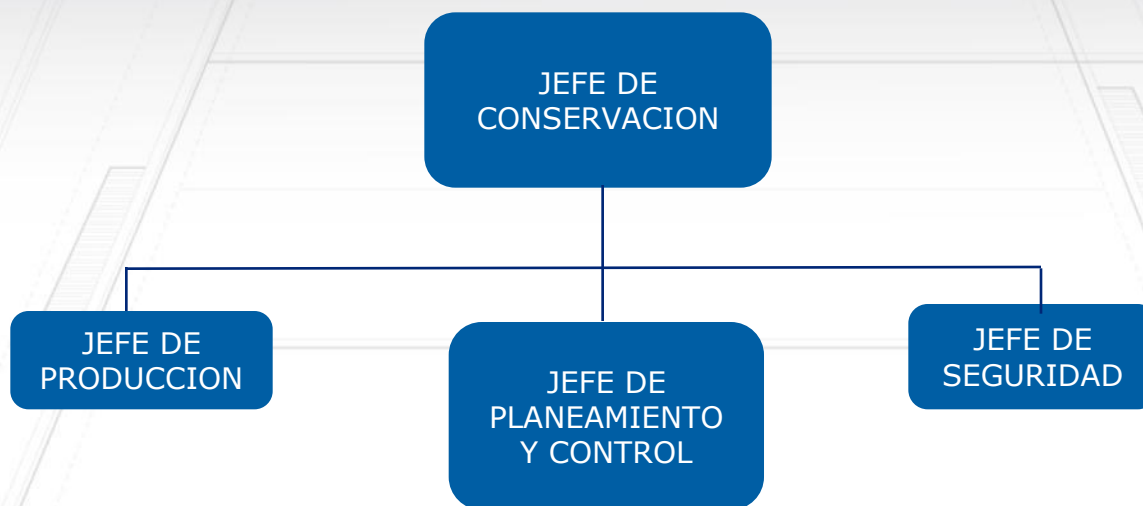 JEFE DE
CONSERVACION
JEFE DE
PRODUCCION
JEFE DE
PLANEAMIENTO
Y CONTROL
JEFE DE
SEGURIDAD